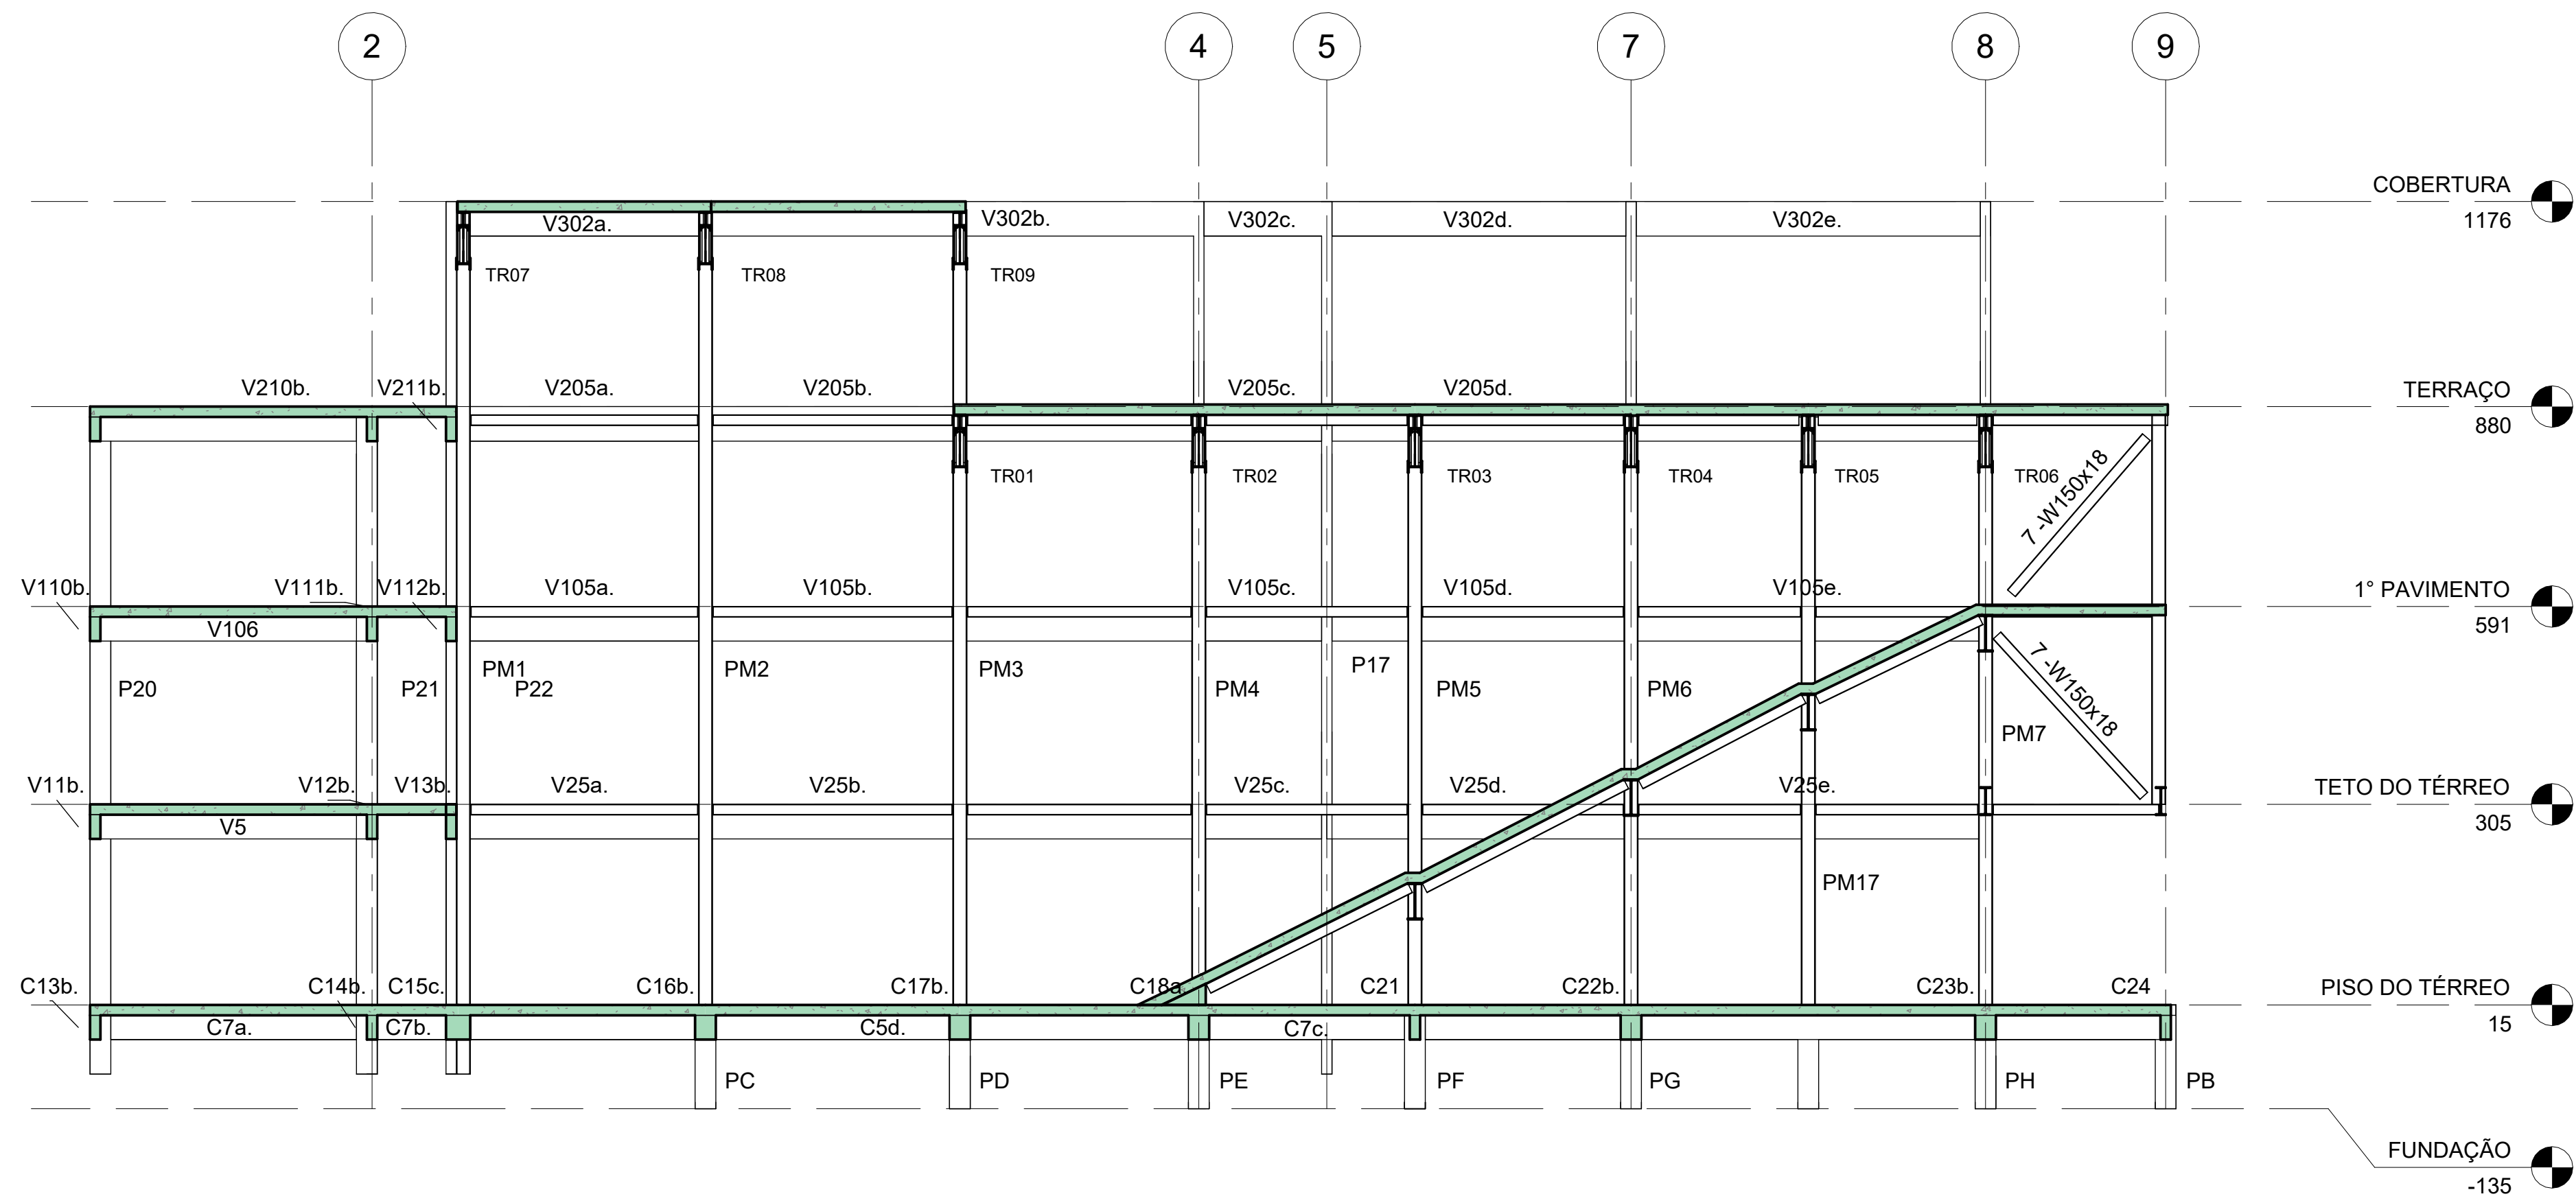 2
4
5
7
8
9
COBERTURA
1176
V302a.
V302b.
V302c.
V302d.
V302e.
TR07
TR08
TR09
V210b.
V211b.
V205a.
V205b.
V205c.
V205d.
TERRAÇO
880
TR01
TR02
TR03
TR04
TR05
TR06
7 -W150x18
V110b.
V111b.
V112b.
V105a.
V105b.
V105c.
V105d.
V105e.
1° PAVIMENTO
591
V106
P20
P21
PM1
P22
PM2
PM3
PM4
P17
PM5
PM6
PM7
7 -W150x18
V11b.
V12b.
V13b.
V25a.
V25b.
V25c.
V25d.
V25e.
TETO DO TÉRREO
305
V5
PM17
C13b.
C14b.
C15c.
C16b.
C17b.
C18a.
C21
C22b.
C23b.
C24
PISO DO TÉRREO
15
C7a.
C7b.
C5d.
C7c.
PC
PD
PE
PF
PG
PH
PB
FUNDAÇÃO
-135